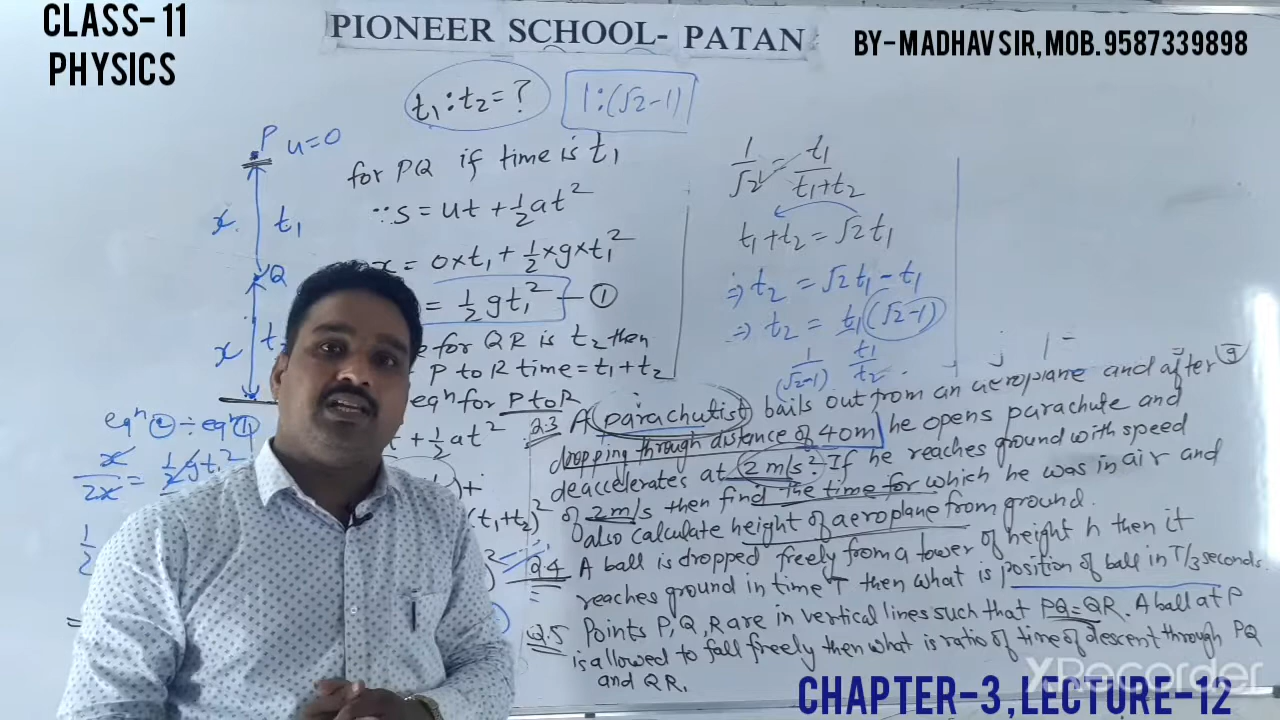 CLASS- 11
PHYSICS
PIONEER SCHOOL- PATAN
BY-MADHAV SIR, MOB. 9587339898
t₁ : t₂ = ?
1 : (√2-1)
P u=0
x t₁
Q
x
for PQ if time is t₁
∵ s = ut + ½at²
x = 0×t₁ + ½×g×t₁²
= ½gt₁² — ①
for QR is t₂ then
P to R time = t₁+t₂
eqⁿ for P to R
t + ½at²
(t₁+t₂)²
eqⁿ ② ÷ eqⁿ ①
x/2x = ½gt₁²
1/√2 = t₁/(t₁+t₂)
t₁+t₂ = √2t₁
⇒ t₂ = √2t₁ - t₁
⇒ t₂ = t₁(√2-1)
1/(√2-1) t₁/t₂
Q.3 A parachutist bails out from an aeroplane and after
dropping through distance of 40m he opens parachute and
deaccelerates at 2 m/s² If he reaches ground with speed
of 2 m/s then find the time for which he was in air and
also calculate height of aeroplane from ground.
Q.4 A ball is dropped freely from a tower of height h then it
reaches ground in time T then what is position of ball in T/3 seconds.
Q.5 Points P, Q, R are in vertical lines such that PQ=QR. A ball at P
is allowed to fall freely then what is ratio of time of descent through PQ
and QR.
XRecorder
CHAPTER-3, LECTURE-12